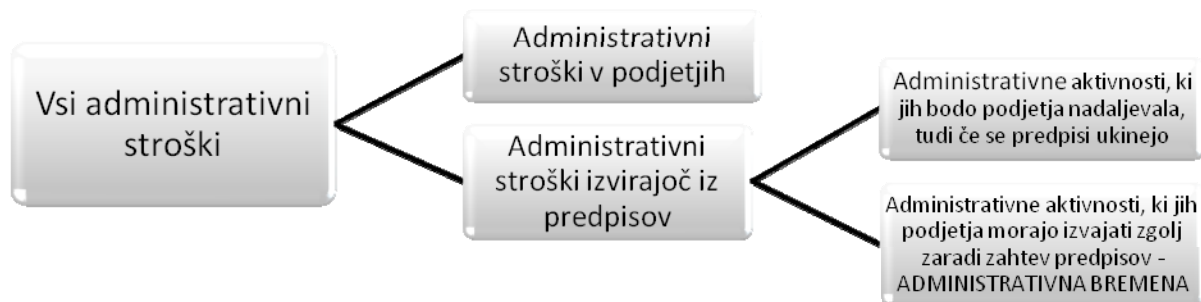 Vsi administrativni
stroški
Administrativni
stroški v podjetjih
Administrativni
stroški izvirajoč iz
predpisov
Administrativne aktivnosti, ki
jih bodo podjetja nadaljevala,
tudi če se predpisi ukinejo
Administrativne aktivnosti, ki jih
podjetja morajo izvajati zgolj
zaradi zahtev predpisov -
ADMINISTRATIVNA BREMENA